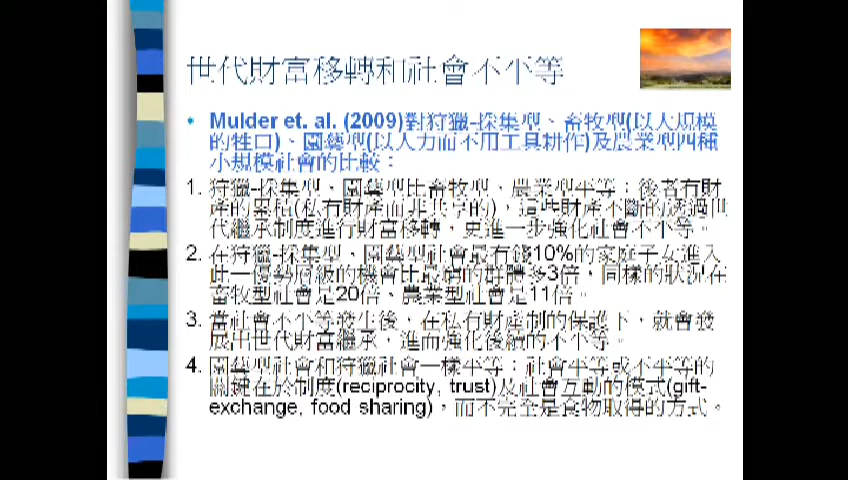 世代財富移轉和社會不平等
Mulder et. al. (2009)對狩獵-採集型、畜牧型(以大規模
的牲口)、園藝型(以人力而不用工具耕作)及農業型四種
小規模社會的比較：
1. 狩獵-採集型、園藝型比畜牧型、農業型平等：後者有財
產的累積(私有財產而非共享的)，這些財產不斷的透過世
代繼承制度進行財富移轉，更進一步強化社會不平等。
2. 在狩獵-採集型、園藝型社會最有錢10%的家庭子女進入
此一優勢層級的機會比最窮的群體多3倍，同樣的狀況在
畜牧型社會是20倍、農業型社會是11倍。
3. 當社會不平等發生後，在私有財產制的保護下，就會發
展出世代財富繼承，進而強化後續的不平等。
4. 園藝型社會和狩獵社會一樣平等：社會平等或不平等的
關鍵在於制度(reciprocity, trust)及社會互動的模式(gift-
exchange, food sharing)，而不完全是食物取得的方式。